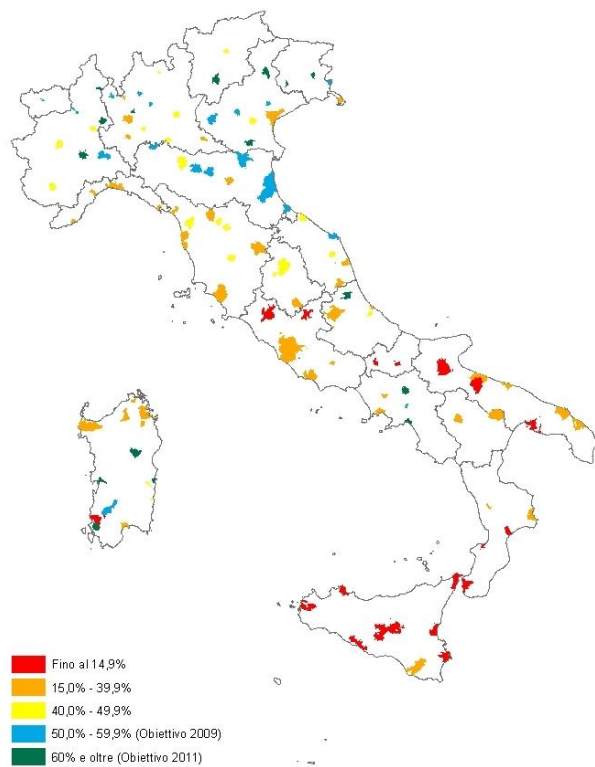 Fino al 14,9%
15,0% - 39,9%
40,0% - 49,9%
50,0% - 59,9% (Obiettivo 2009)
60% e oltre (Obiettivo 2011)